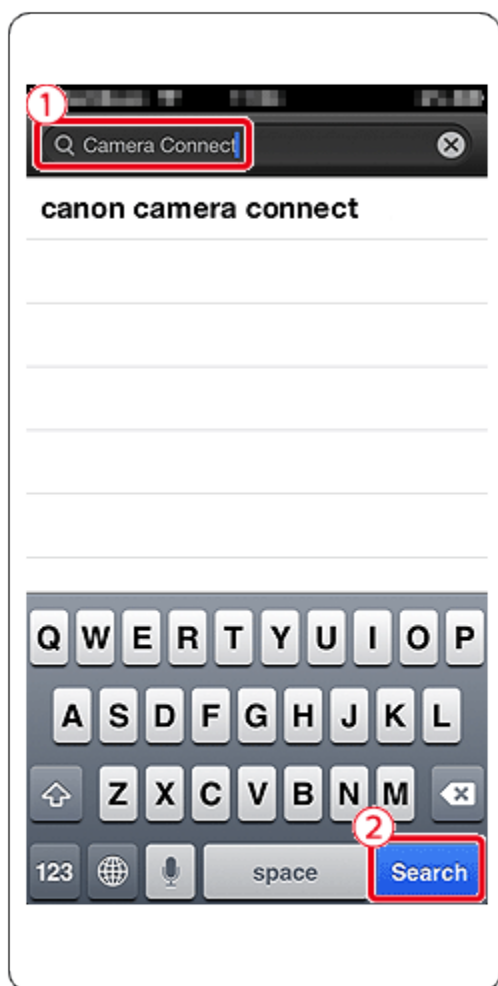 ①
Camera Connect
canon camera connect
Q W E R T Y U I O P
A S D F G H J K L
Z X C V B N M
②
123 space Search